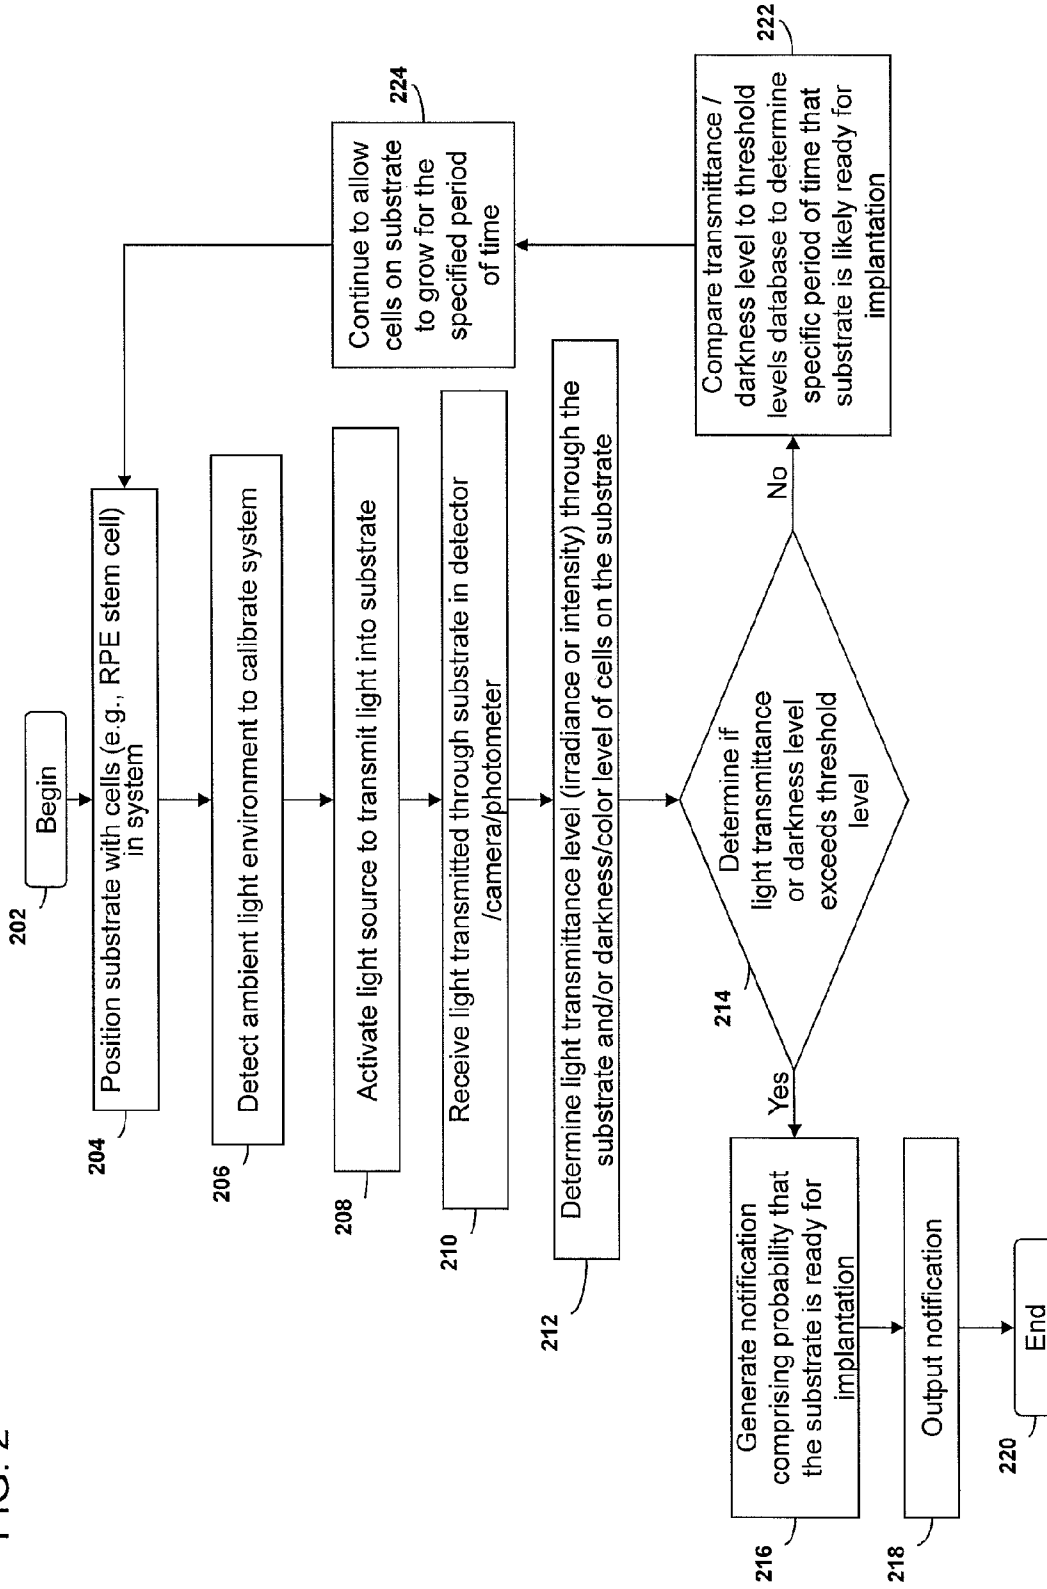 FIG. 2
202
Begin
204
Position substrate with cells (e.g., RPE stem cell)
in system
206
Detect ambient light environment to calibrate system
208
Activate light source to transmit light into substrate
210
Receive light transmitted through substrate in detector
/camera/photometer
212
Determine light transmittance level (irradiance or intensity) through the
substrate and/or darkness/color level of cells on the substrate
214
Determine if
light transmittance
or darkness level
exceeds threshold
level
Yes
No
216
Generate notification
comprising probability that
the substrate is ready for
implantation
218
Output notification
220
End
222
Compare transmittance /
darkness level to threshold
levels database to determine
specific period of time that
substrate is likely ready for
implantation
224
Continue to allow
cells on substrate
to grow for the
specified period
of time